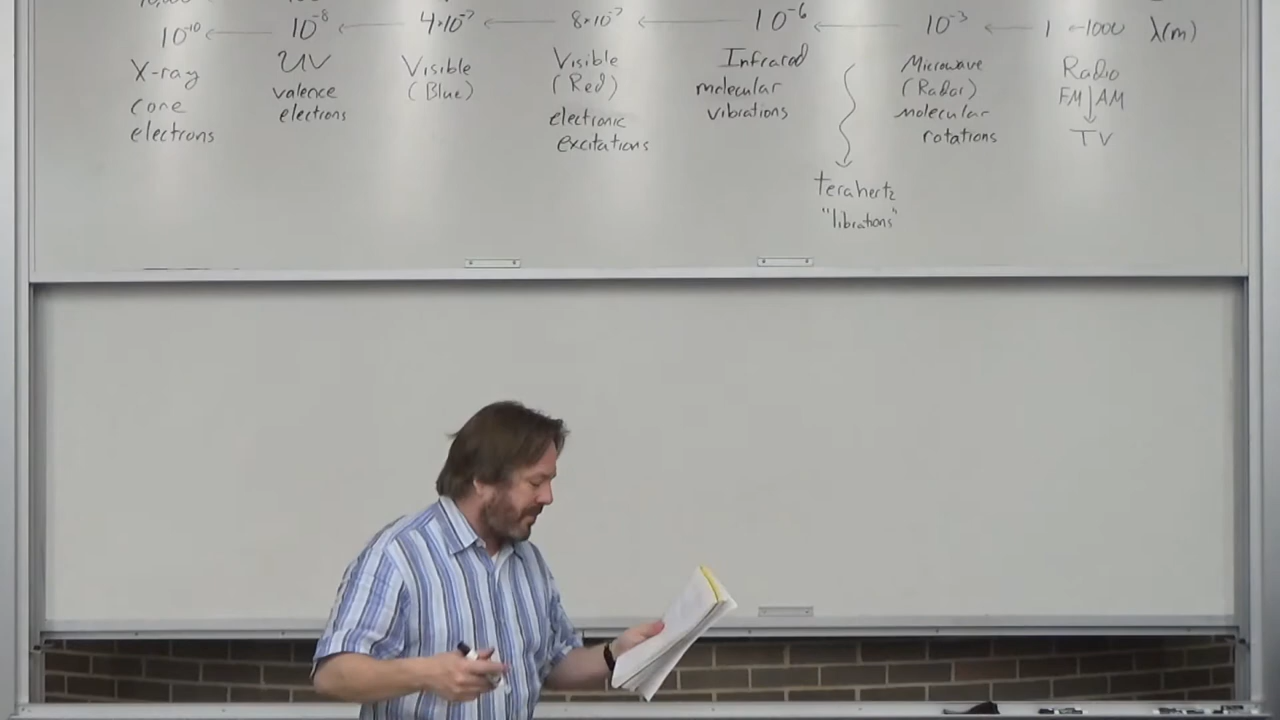 10⁻¹⁰ ← 10⁻⁸ ← 4×10⁻⁷ ← 8×10⁻⁷ ← 10⁻⁶ ← 10⁻³ ← 1 ←1000 λ(m)
X-ray
core
electrons
UV
valence
electrons
Visible
(Blue)
Visible
(Red)
electronic
excitations
Infrared
molecular
vibrations
terahertz
"librations"
Microwave
(Radar)
molecular
rotations
Radio
FM↓AM
TV